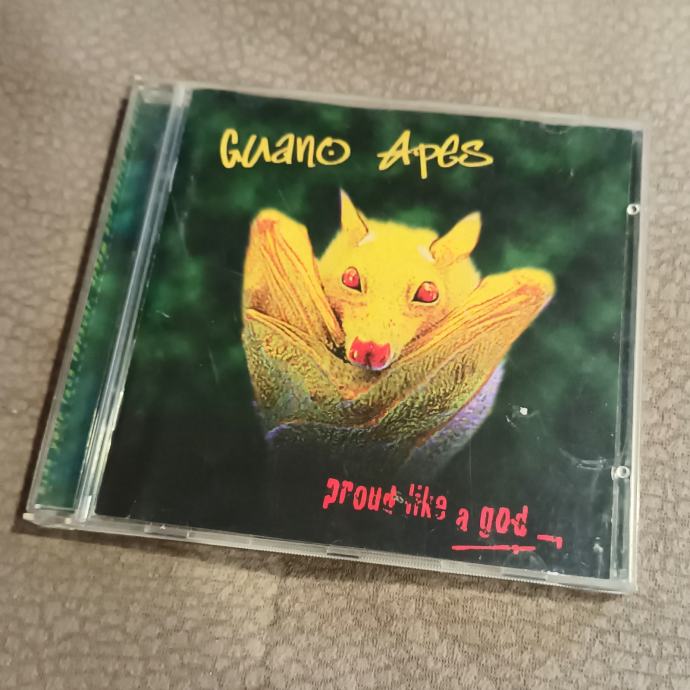 Guano Apes
proud like a god